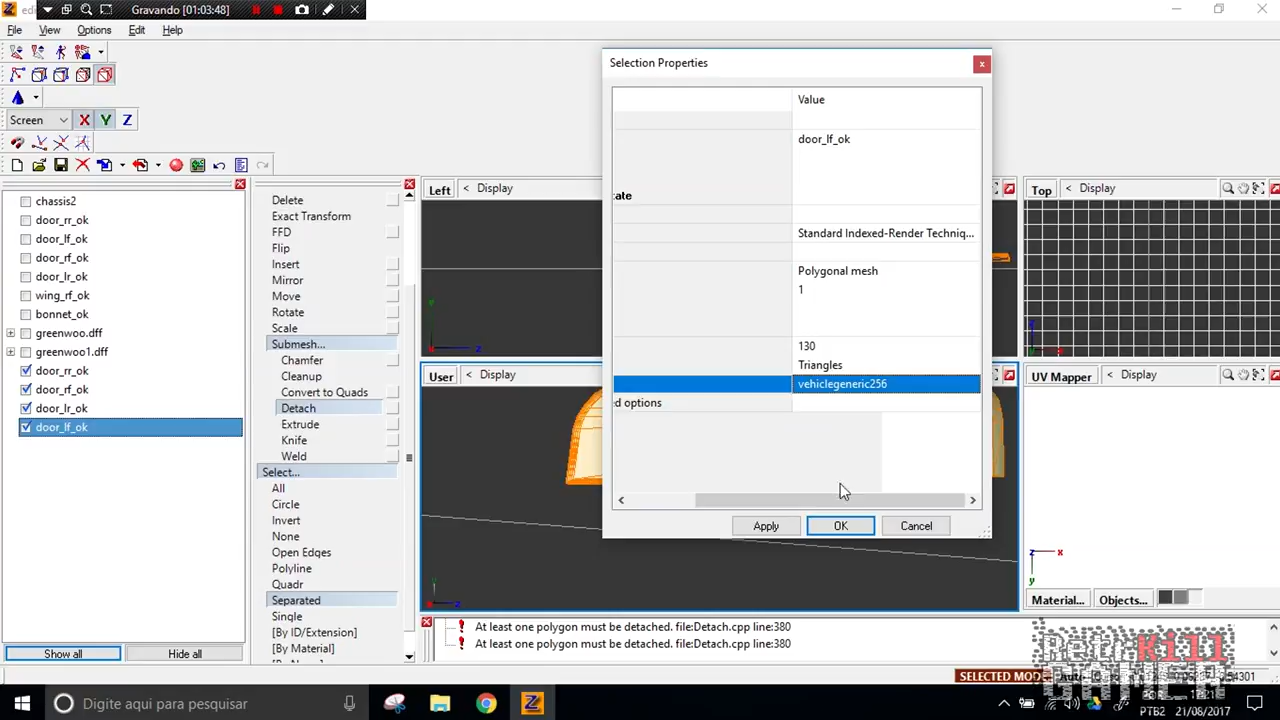 Gravando [01:03:48]
File View Options Edit Help
Screen X Y Z
chassis2
door_rr_ok
door_lf_ok
door_rf_ok
door_lr_ok
wing_rf_ok
bonnet_ok
greenwoo.dff
greenwoo1.dff
door_rr_ok
door_rf_ok
door_lr_ok
door_lf_ok
Show all Hide all
Delete
Exact Transform
FFD
Flip
Insert
Mirror
Move
Rotate
Scale
Submesh...
Chamfer
Cleanup
Convert to Quads
Detach
Extrude
Knife
Weld
Select...
All
Circle
Invert
None
Open Edges
Polyline
Quadr
Separated
Single
[By ID/Extension]
[By Material]
Left < Display
User < Display
Top < Display
UV Mapper < Display
Material... Objects...
Selection Properties
Value
door_lf_ok
Standard Indexed-Render Techniq...
Polygonal mesh
1
130
Triangles
vehiclegeneric256
ed options
Apply OK Cancel
At least one polygon must be detached. file:Detach.cpp line:380
At least one polygon must be detached. file:Detach.cpp line:380
RetrKill
GAMER
SELECTED MODE
Digite aqui para pesquisar
PTB2 21/08/2017